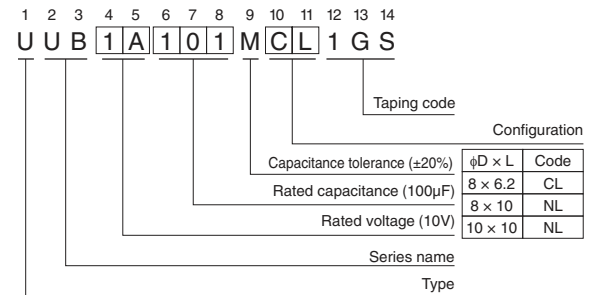 1 2 3 4 5 6 7 8 9 10 11 12 13 14
U U B 1 A 1 0 1 M C L 1 G S
Taping code
Configuration
Capacitance tolerance (±20%)
Rated capacitance (100µF)
Rated voltage (10V)
Series name
Type
ϕD × L Code
8 × 6.2 CL
8 × 10 NL
10 × 10 NL